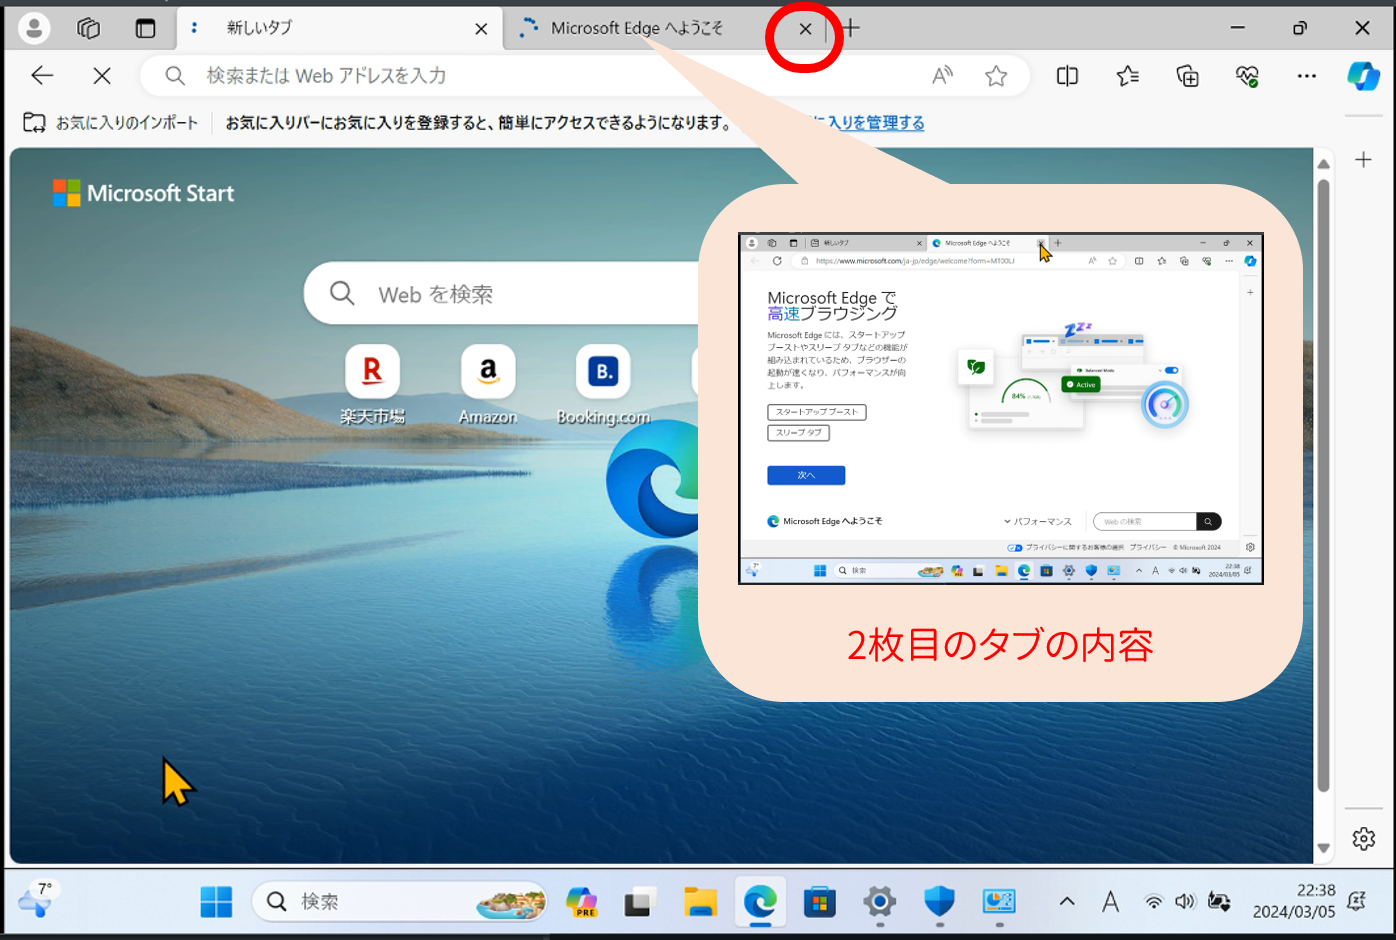 新しいタブ
Microsoft Edge へようこそ
検索または Web アドレスを入力
お気に入りのインポート
お気に入りバーにお気に入りを登録すると、簡単にアクセスできるようになります。
入りを管理する
Microsoft Start
Web を検索
楽天市場
Amazon
Booking.com
新しいタブ
Microsoft Edge へようこそ
https://www.microsoft.com/ja-jp/edge/welcome?form=MT00LJ
Microsoft Edge で
高速ブラウジング
Microsoft Edge には、スタートアップ
ブーストやスリープ タブなどの機能が
組み込まれているため、ブラウザーの
起動が速くなり、パフォーマンスが向
上します。
スタートアップ ブースト
スリープ タブ
次へ
zzz
Balanced Mode
Active
84%
Microsoft Edge へようこそ
パフォーマンス
Web の検索
プライバシーに関するお客様の選択
プライバシー
© Microsoft 2024
7°
検索
A
22:38
2024/03/05
2枚目のタブの内容
7°
検索
PRE
A
22:38
2024/03/05